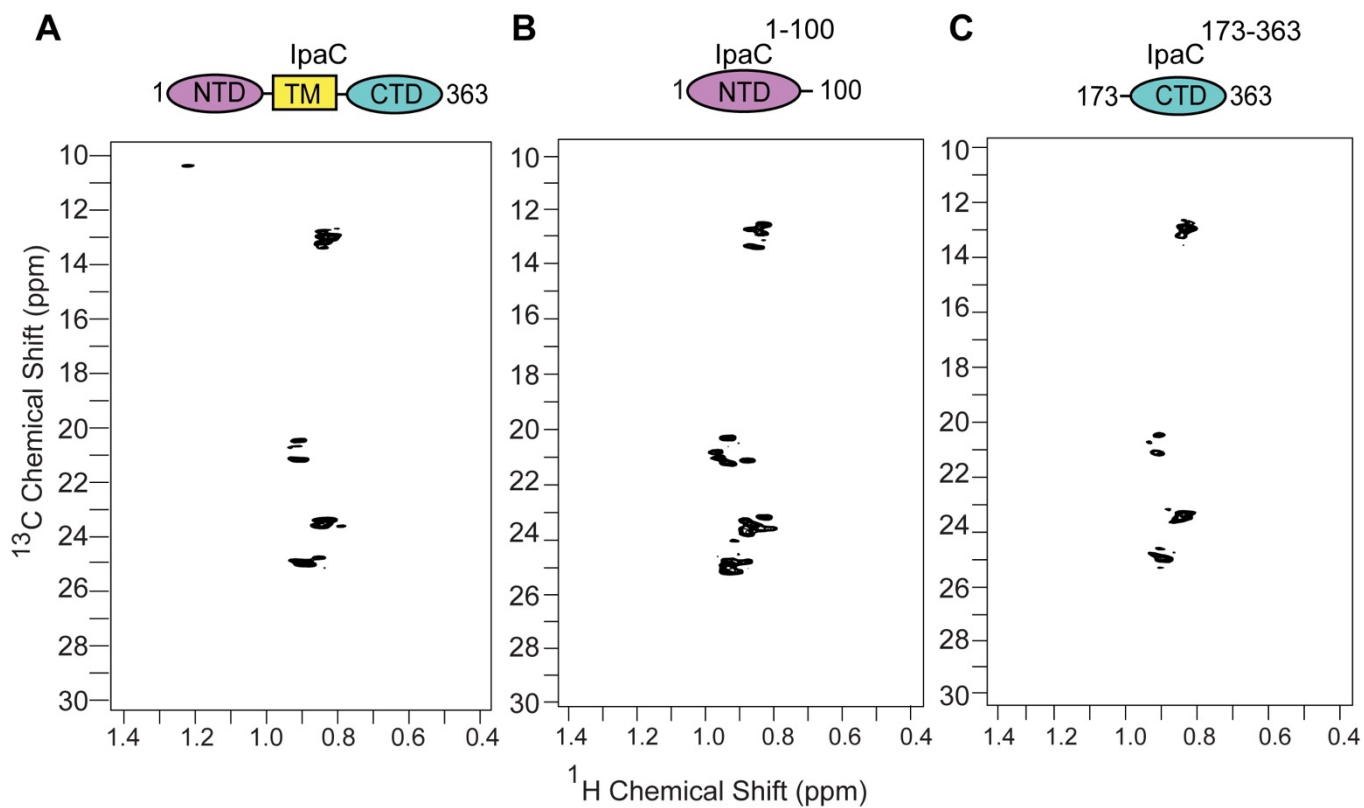 A
IpaC
1 NTD TM CTD 363
B
1-100
IpaC
1 NTD 100
C
173-363
IpaC
173 CTD 363
13C Chemical Shift (ppm)
10
12
14
16
18
20
22
24
26
28
30
1.4 1.2 1.0 0.8 0.6 0.4
10
12
14
16
18
20
22
24
26
28
30
1.4 1.2 1.0 0.8 0.6 0.4
10
12
14
16
18
20
22
24
26
28
30
1.4 1.2 1.0 0.8 0.6 0.4
1H Chemical Shift (ppm)